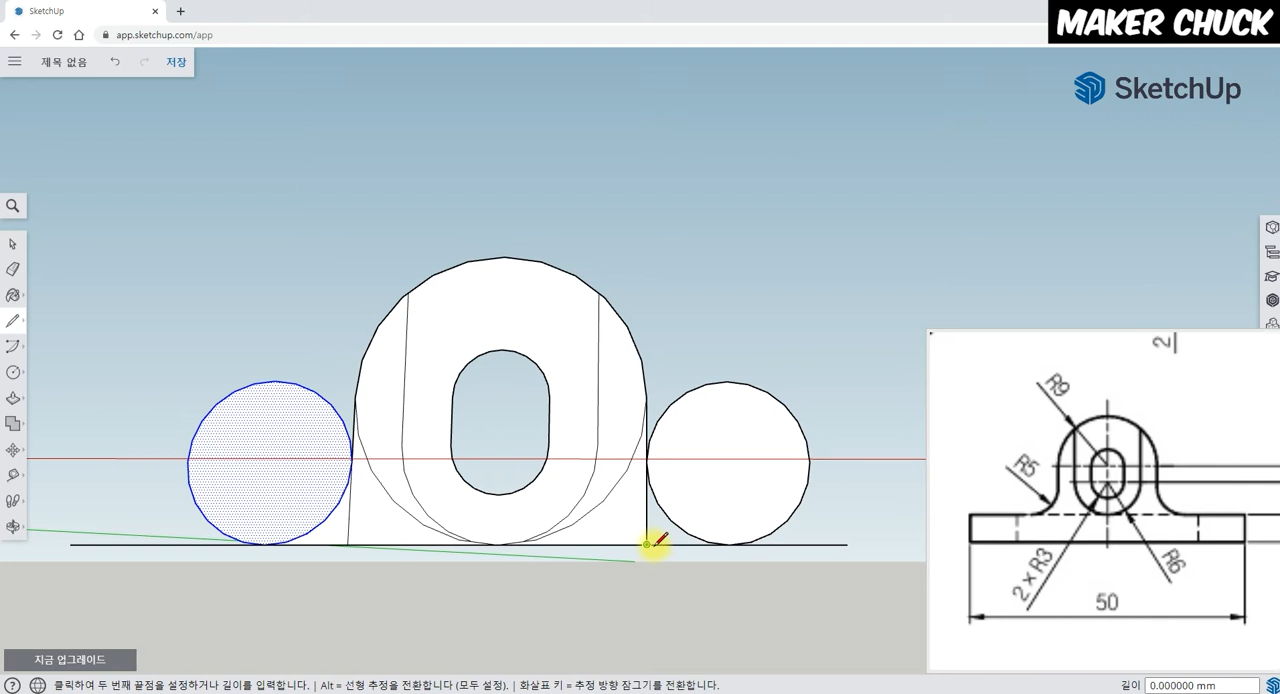 SketchUp
app.sketchup.com/app
MAKER CHUCK
제목 없음
저장
SketchUp
2
R9
R5
2×R3
R6
50
지금 업그레이드
클릭하여 두 번째 끝점을 설정하거나 길이를 입력합니다. | Alt = 선형 추정을 전환합니다 (모두 설정). | 화살표 키 = 추정 방향 잠그기를 전환합니다.
길이 0.000000 mm